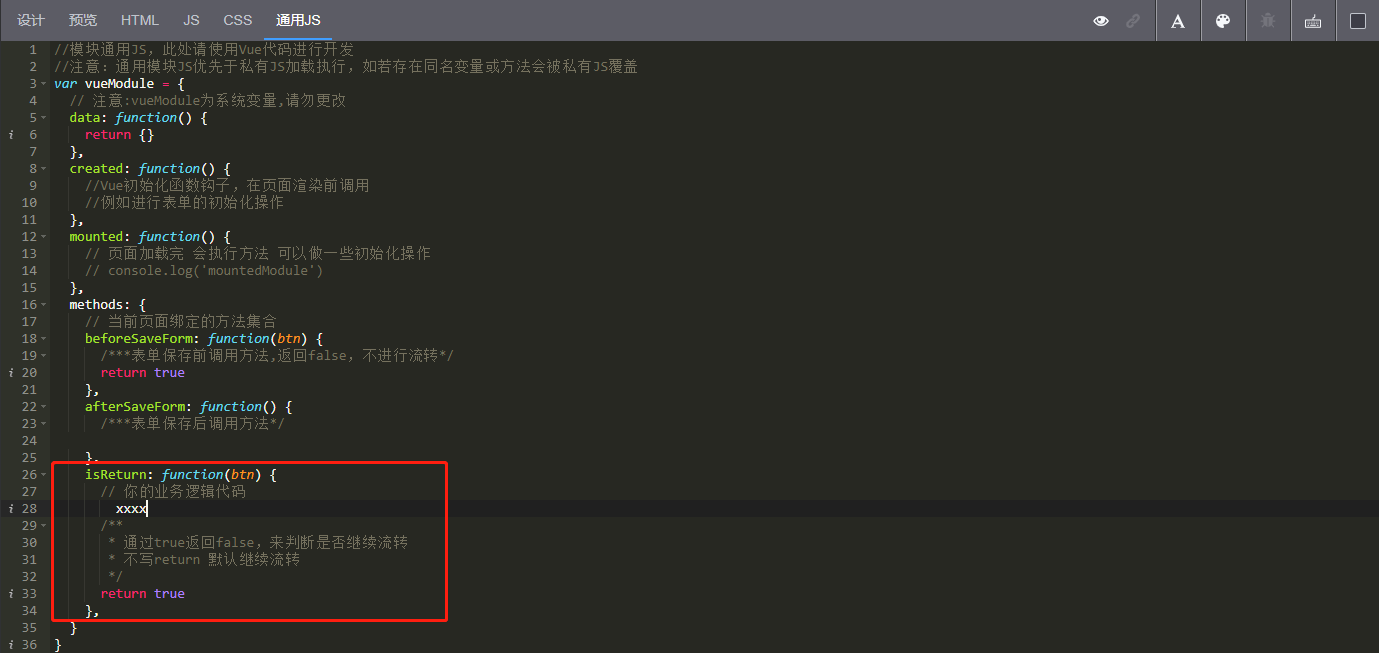 设计 预览 HTML JS CSS 通用JS
1 //模块通用JS，此处请使用Vue代码进行开发
2 //注意：通用模块JS优先于私有JS加载执行，如若存在同名变量或方法会被私有JS覆盖
3 var vueModule = {
4 // 注意:vueModule为系统变量,请勿更改
5 data: function() {
i 6 return {}
7 },
8 created: function() {
9 //Vue初始化函数钩子，在页面渲染前调用
10 //例如进行表单的初始化操作
11 },
12 mounted: function() {
13 // 页面加载完 会执行方法 可以做一些初始化操作
14 // console.log('mountedModule')
15 },
16 methods: {
17 // 当前页面绑定的方法集合
18 beforeSaveForm: function(btn) {
19 /***表单保存前调用方法,返回false，不进行流转*/
i 20 return true
21 },
22 afterSaveForm: function() {
23 /***表单保存后调用方法*/
24
25 },
26 isReturn: function(btn) {
27 // 你的业务逻辑代码
i 28 xxxx
29 /**
30 * 通过true返回false，来判断是否继续流转
31 * 不写return 默认继续流转
32 */
i 33 return true
34 },
35 }
i 36 }